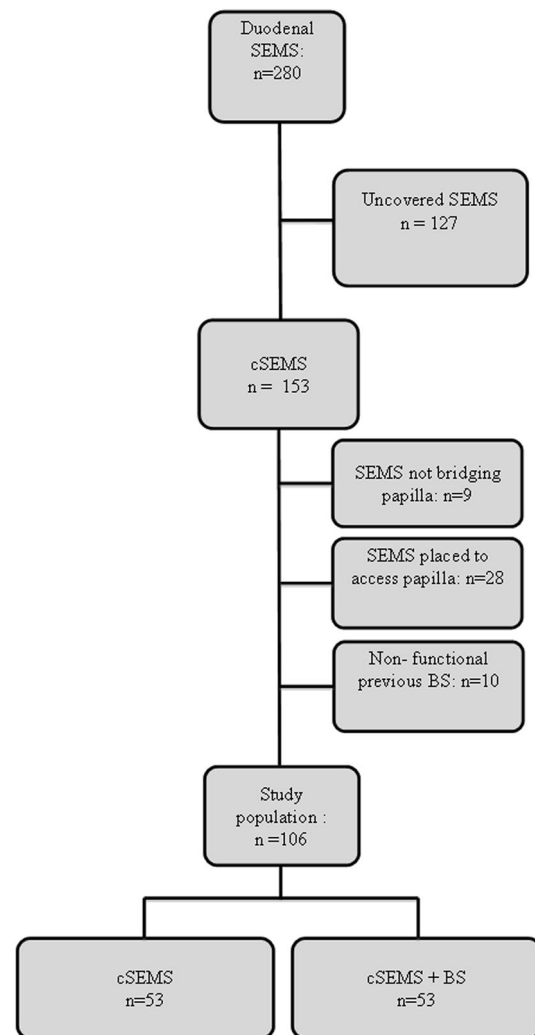 Duodenal
SEMS:
n=280
Uncovered SEMS
n = 127
cSEMS
n = 153
SEMS not bridging
papilla: n=9
SEMS placed to
access papilla: n=28
Non- functional
previous BS: n=10
Study
population :
n =106
cSEMS
n=53
cSEMS + BS
n=53